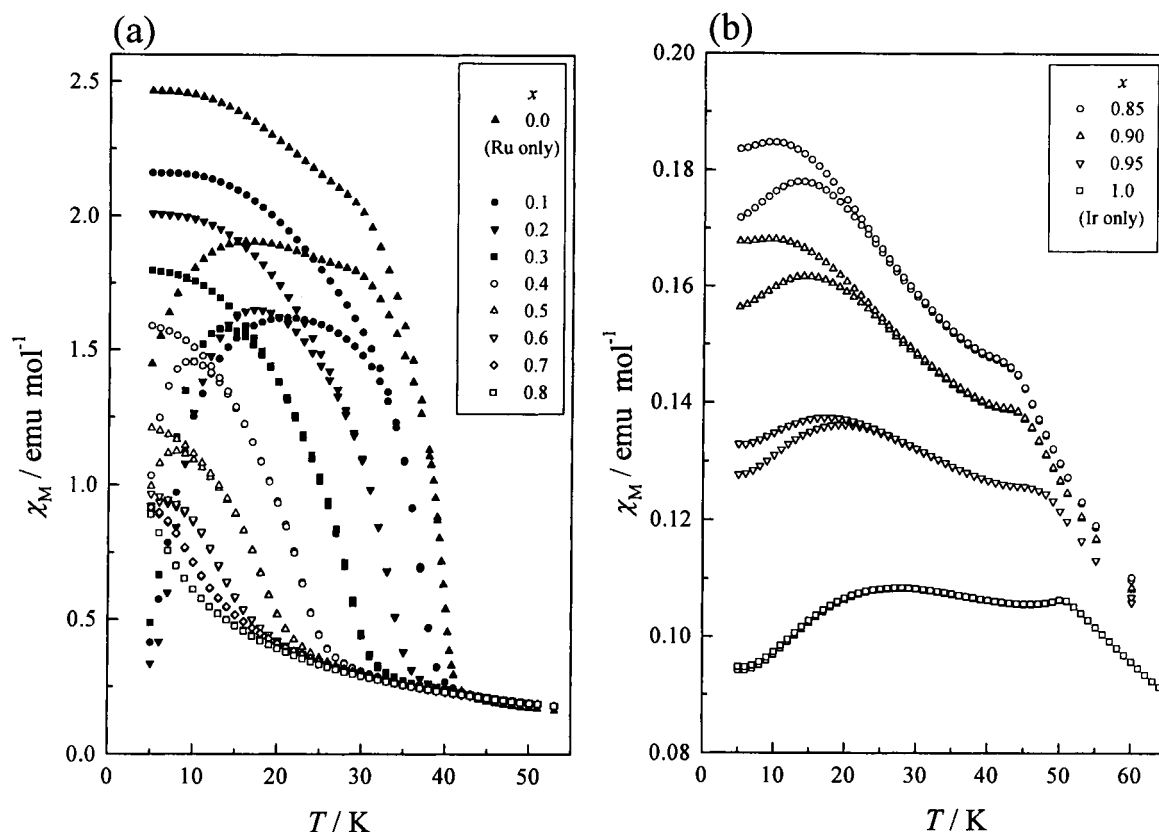 (a)
2.5
2.0
1.5
1.0
0.5
0.0
χM / emu mol⁻¹
0 10 20 30 40 50
T / K
x
0.0
(Ru only)
0.1
0.2
0.3
0.4
0.5
0.6
0.7
0.8
(b)
0.20
0.18
0.16
0.14
0.12
0.10
0.08
χM / emu mol⁻¹
0 10 20 30 40 50 60
T / K
x
0.85
0.90
0.95
1.0
(Ir only)